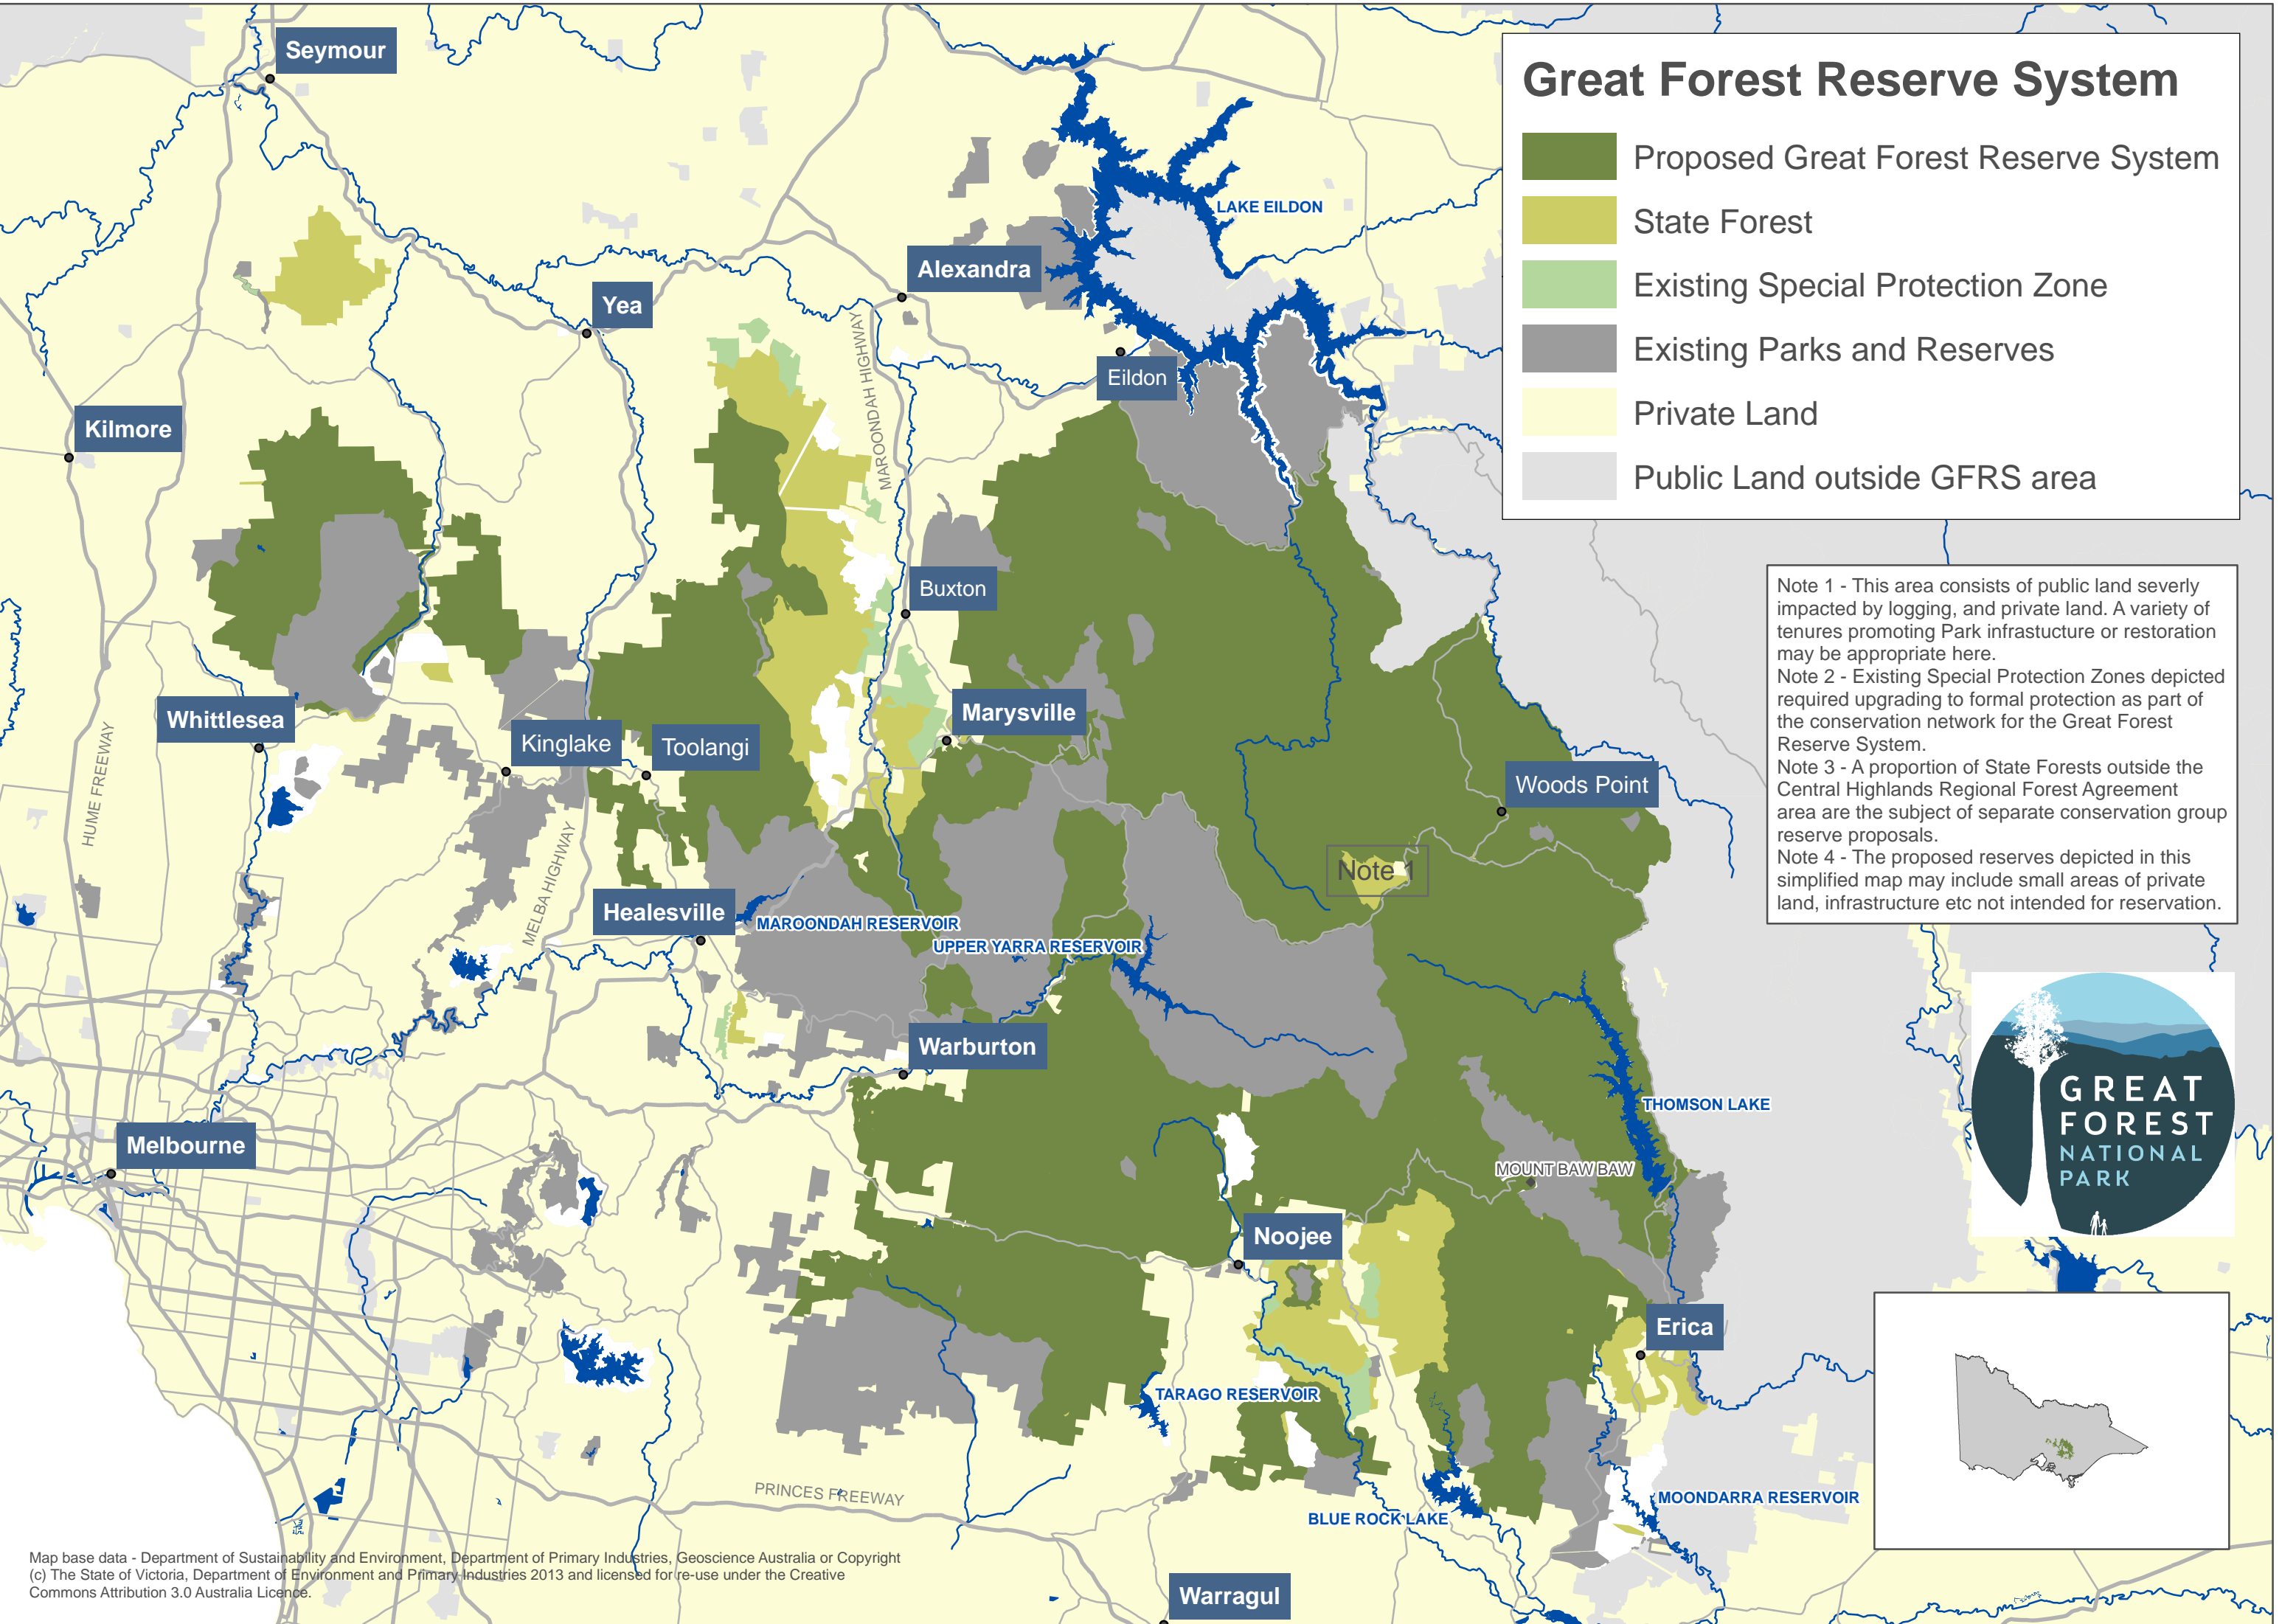 Great Forest Reserve System
Proposed Great Forest Reserve System
State Forest
Existing Special Protection Zone
Existing Parks and Reserves
Private Land
Public Land outside GFRS area
Seymour
LAKE EILDON
Alexandra
Yea
MAROONDAH HIGHWAY
Eildon
Kilmore
Buxton
Note 1 - This area consists of public land severly
impacted by logging, and private land. A variety of
tenures promoting Park infrastucture or restoration
may be appropriate here.
Note 2 - Existing Special Protection Zones depicted
required upgrading to formal protection as part of
the conservation network for the Great Forest
Reserve System.
Note 3 - A proportion of State Forests outside the
Central Highlands Regional Forest Agreement
area are the subject of separate conservation group
reserve proposals.
Note 4 - The proposed reserves depicted in this
simplified map may include small areas of private
land, infrastructure etc not intended for reservation.
Whittlesea
Marysville
Kinglake
Toolangi
HUME FREEWAY
Woods Point
MELBA HIGHWAY
Note 1
Healesville
MAROONDAH RESERVOIR
UPPER YARRA RESERVOIR
Warburton
THOMSON LAKE
GREAT
FOREST
NATIONAL
PARK
Melbourne
MOUNT BAW BAW
Noojee
Erica
TARAGO RESERVOIR
PRINCES FREEWAY
MOONDARRA RESERVOIR
BLUE ROCK LAKE
Map base data - Department of Sustainability and Environment, Department of Primary Industries, Geoscience Australia or Copyright
(c) The State of Victoria, Department of Environment and Primary Industries 2013 and licensed for re-use under the Creative
Commons Attribution 3.0 Australia Licence.
Warragul